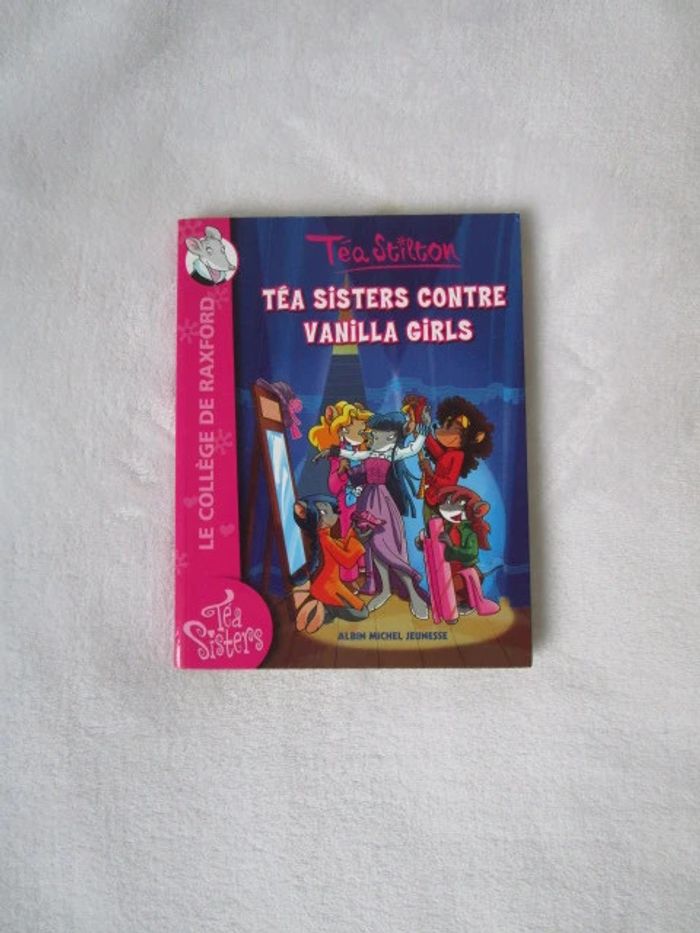 Téa Stilton
TÉA SISTERS CONTRE
VANILLA GIRLS
LE COLLÈGE DE RAXFORD
Téa
Sisters
ALBIN MICHEL JEUNESSE